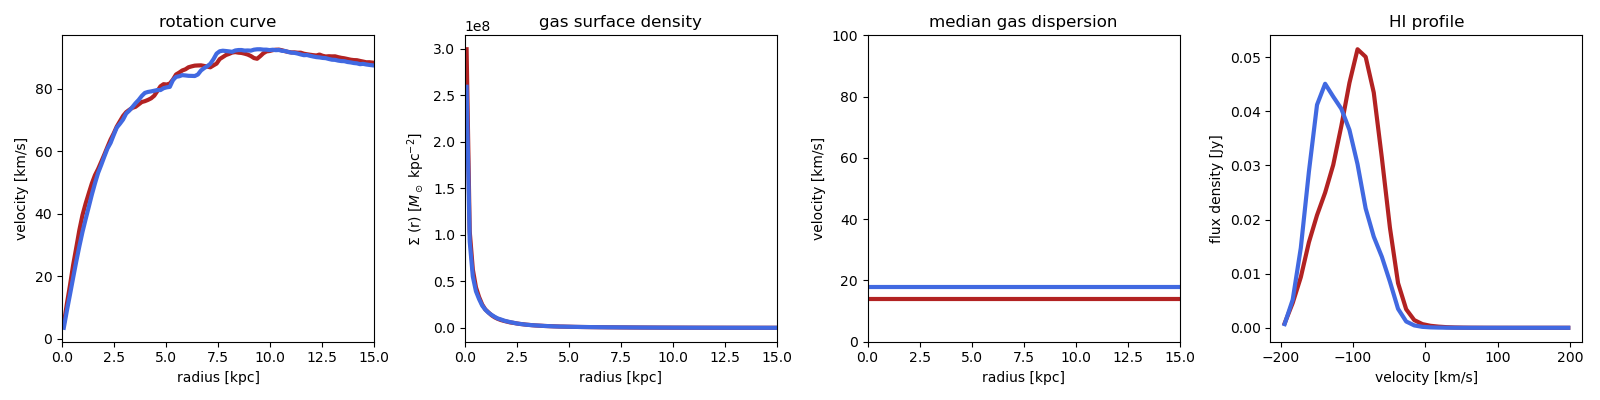 rotation curve
velocity [km/s]
80
60
40
20
0
0.0 2.5 5.0 7.5 10.0 12.5 15.0
radius [kpc]
gas surface density
1e8
Σ (r) [M⊙ kpc⁻²]
3.0
2.5
2.0
1.5
1.0
0.5
0.0
0.0 2.5 5.0 7.5 10.0 12.5 15.0
radius [kpc]
median gas dispersion
velocity [km/s]
100
80
60
40
20
0
0.0 2.5 5.0 7.5 10.0 12.5 15.0
radius [kpc]
HI profile
flux density [Jy]
0.05
0.04
0.03
0.02
0.01
0.00
−200 −100 0 100 200
velocity [km/s]